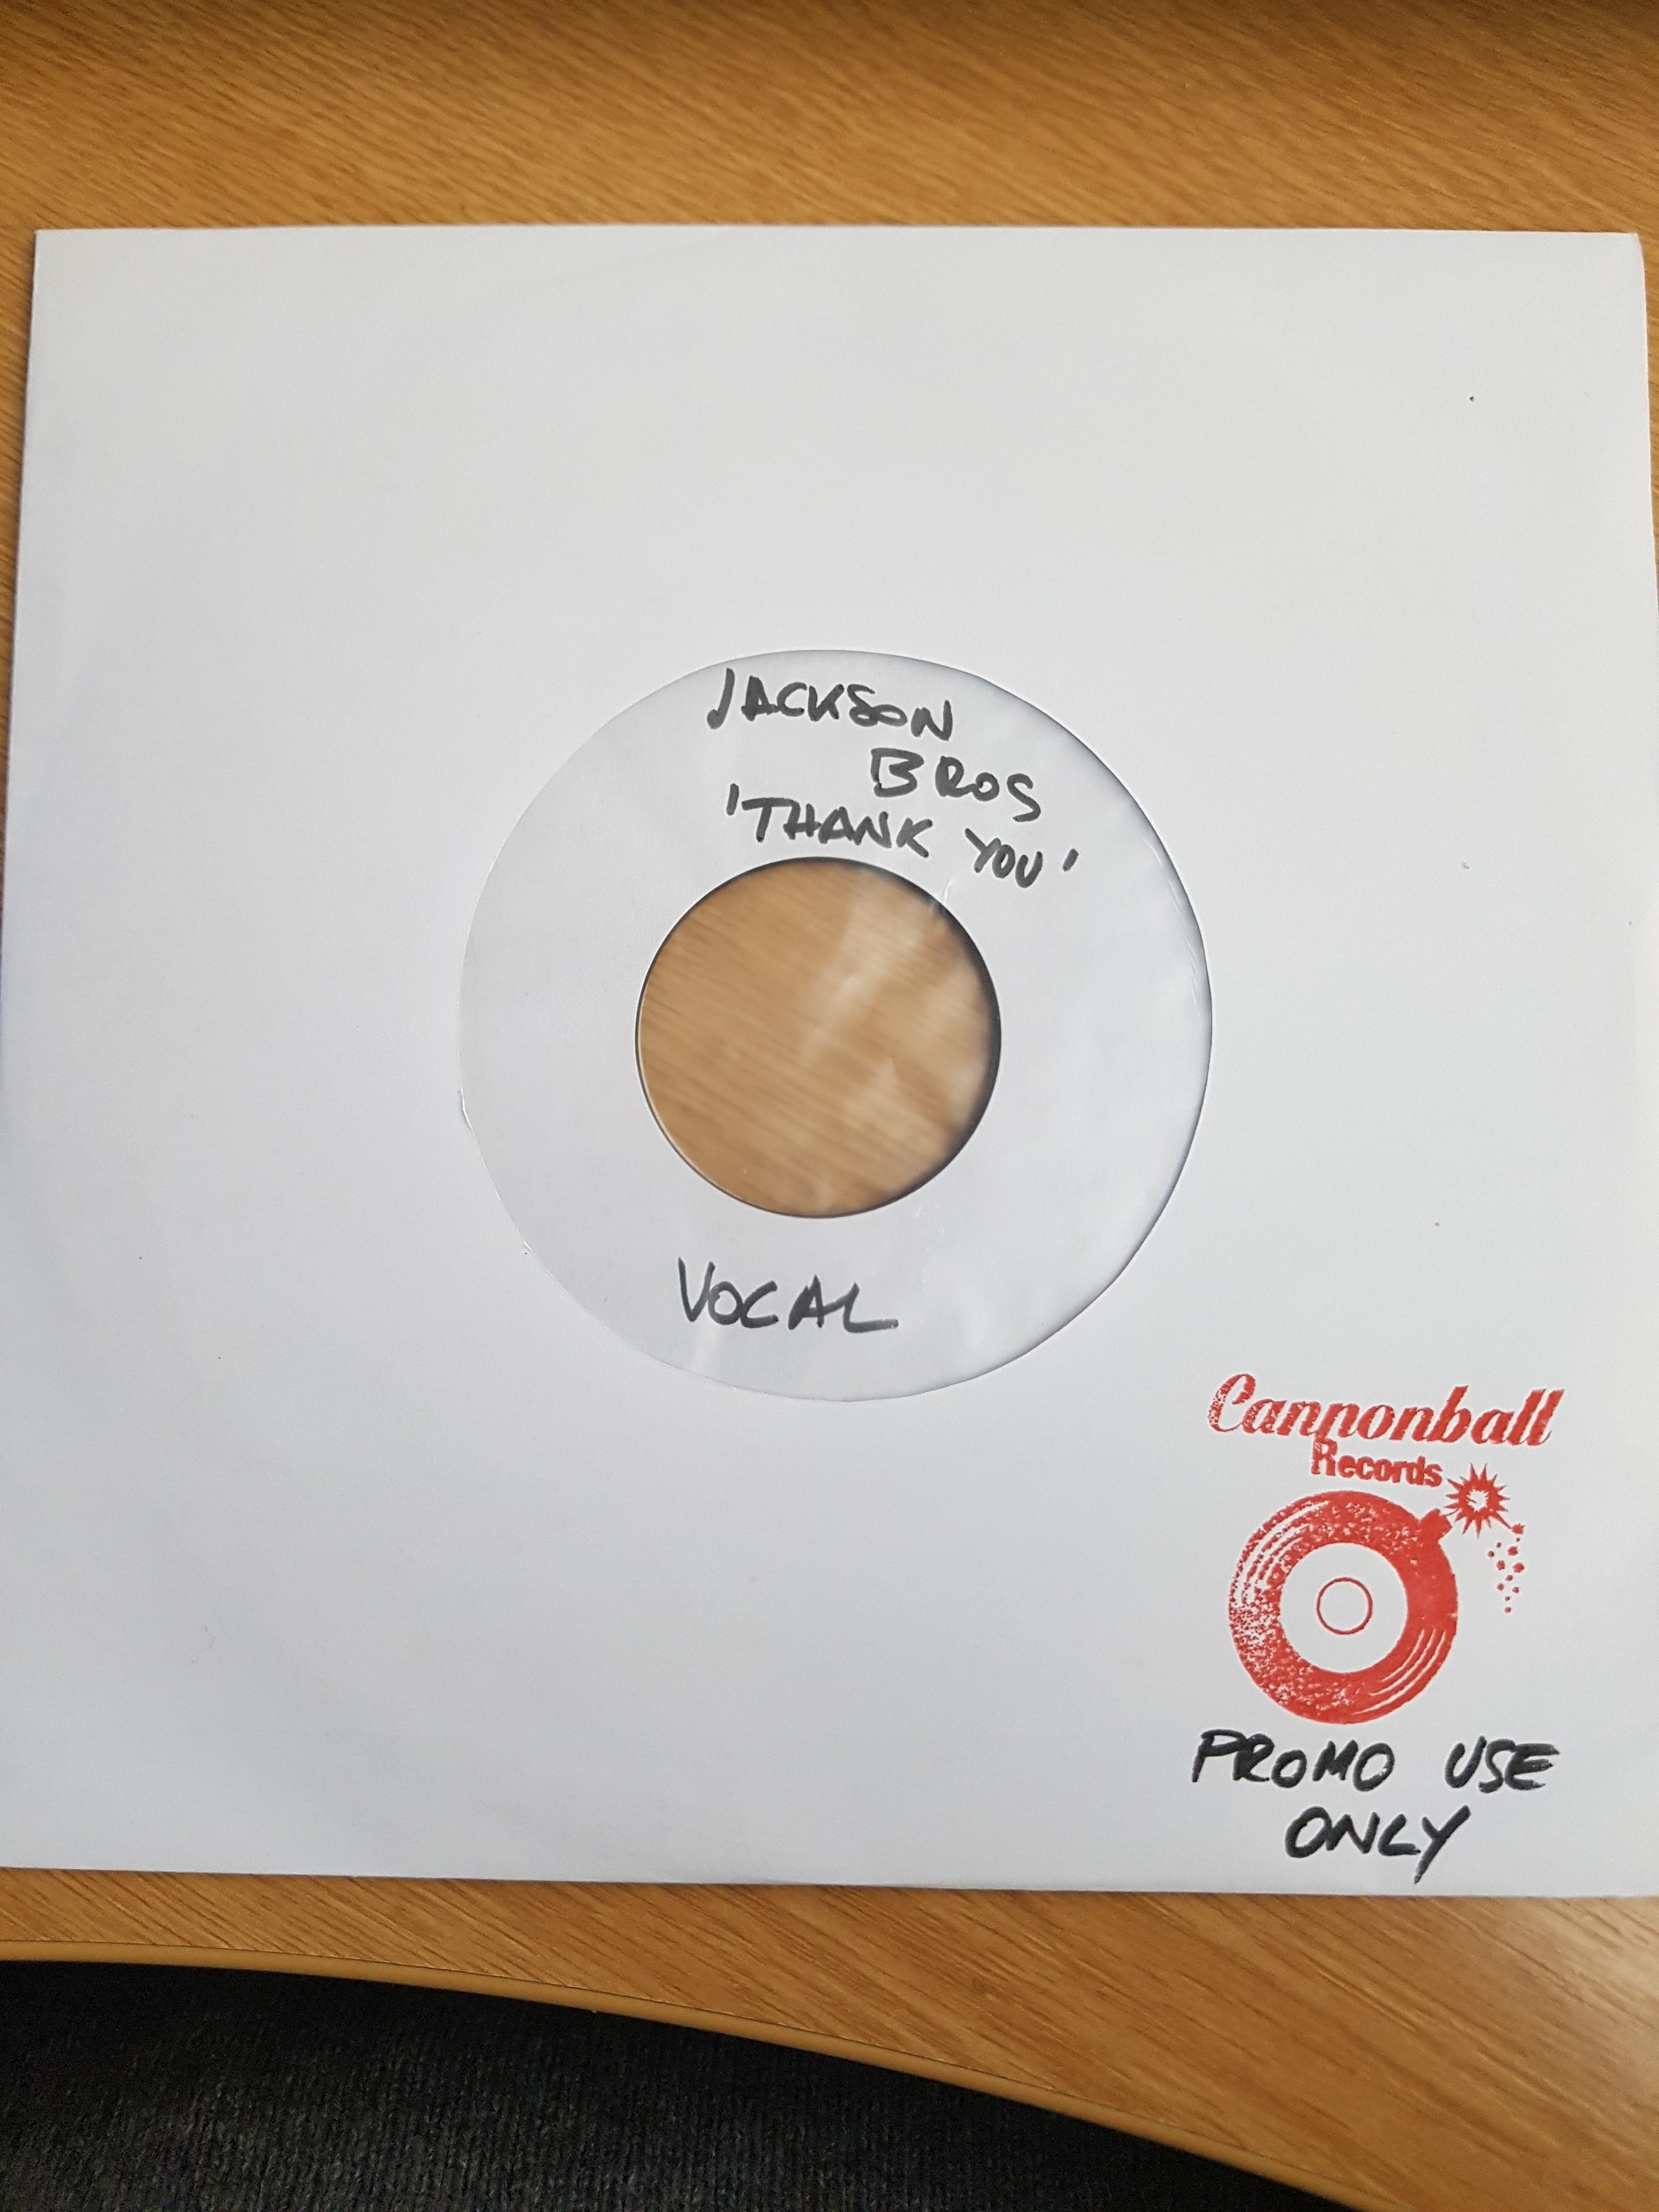 JACKSON
BROS
'THANK YOU'
VOCAL
Cannonball
Records
PROMO USE
ONLY